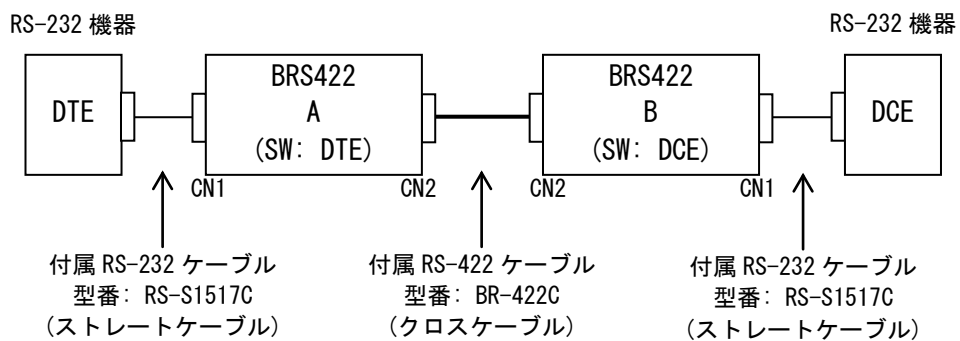 RS-232 機器
RS-232 機器
DTE
BRS422
A
(SW: DTE)
BRS422
B
(SW: DCE)
DCE
CN1
CN2
CN2
CN1
付属 RS-232 ケーブル
型番: RS-S1517C
(ストレートケーブル)
付属 RS-422 ケーブル
型番: BR-422C
(クロスケーブル)
付属 RS-232 ケーブル
型番: RS-S1517C
(ストレートケーブル)